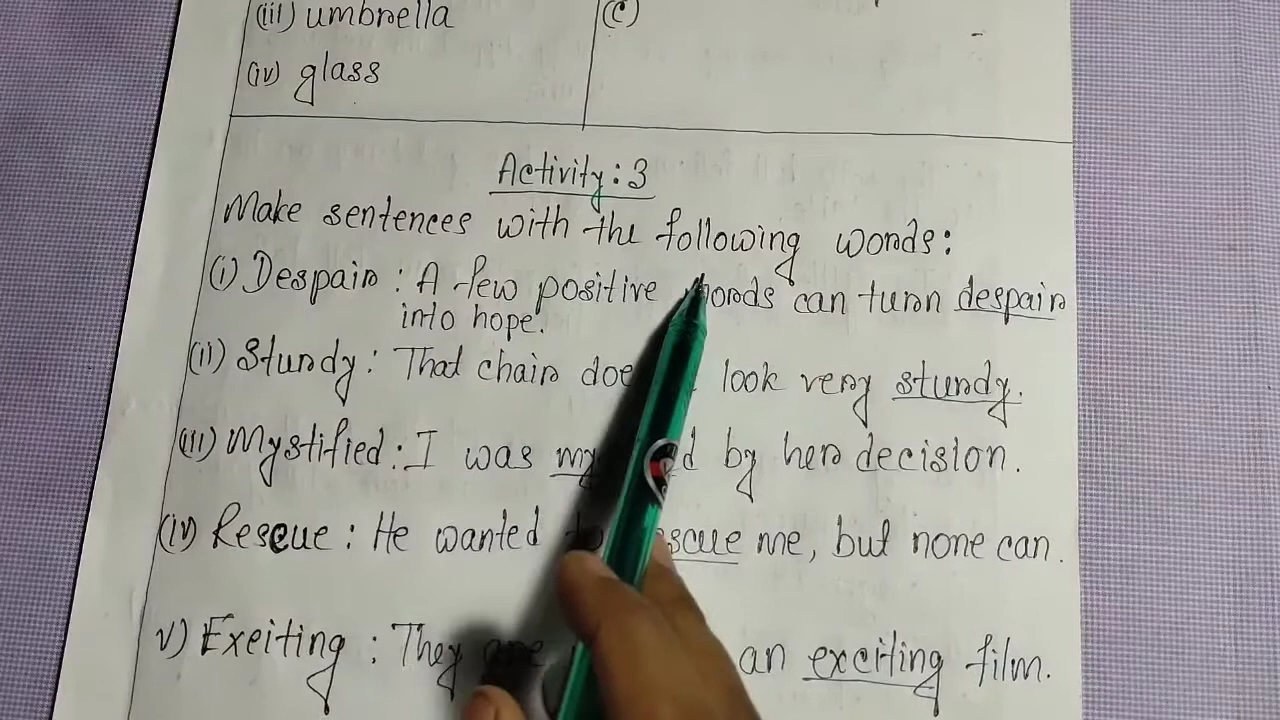 (iii) umbrella
(c)
(iv) glass
Activity: 3
Make sentences with the following words:
(i) Despair: A few positive words can turn despair
into hope.
(ii) Sturdy: That chair look very sturdy.
(iii) Mystified: I was by her decision.
(iv) Rescue: He wanted rescue me, but none can.
v) Exciting: They are an exciting film.